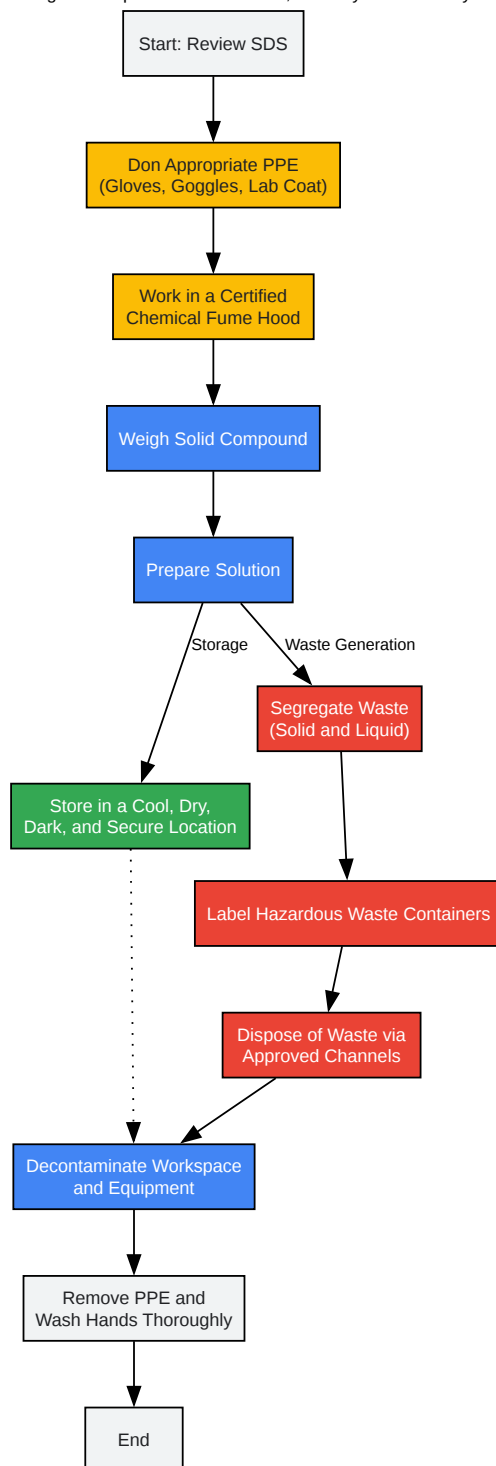 Start: Review SDS
Don Appropriate PPE
(Gloves, Goggles, Lab Coat)
Work in a Certified
Chemical Fume Hood
Weigh Solid Compound
Prepare Solution
Storage
Waste Generation
Segregate Waste
(Solid and Liquid)
Store in a Cool, Dry,
Dark, and Secure Location
Label Hazardous Waste Containers
Dispose of Waste via
Approved Channels
Decontaminate Workspace
and Equipment
Remove PPE and
Wash Hands Thoroughly
End